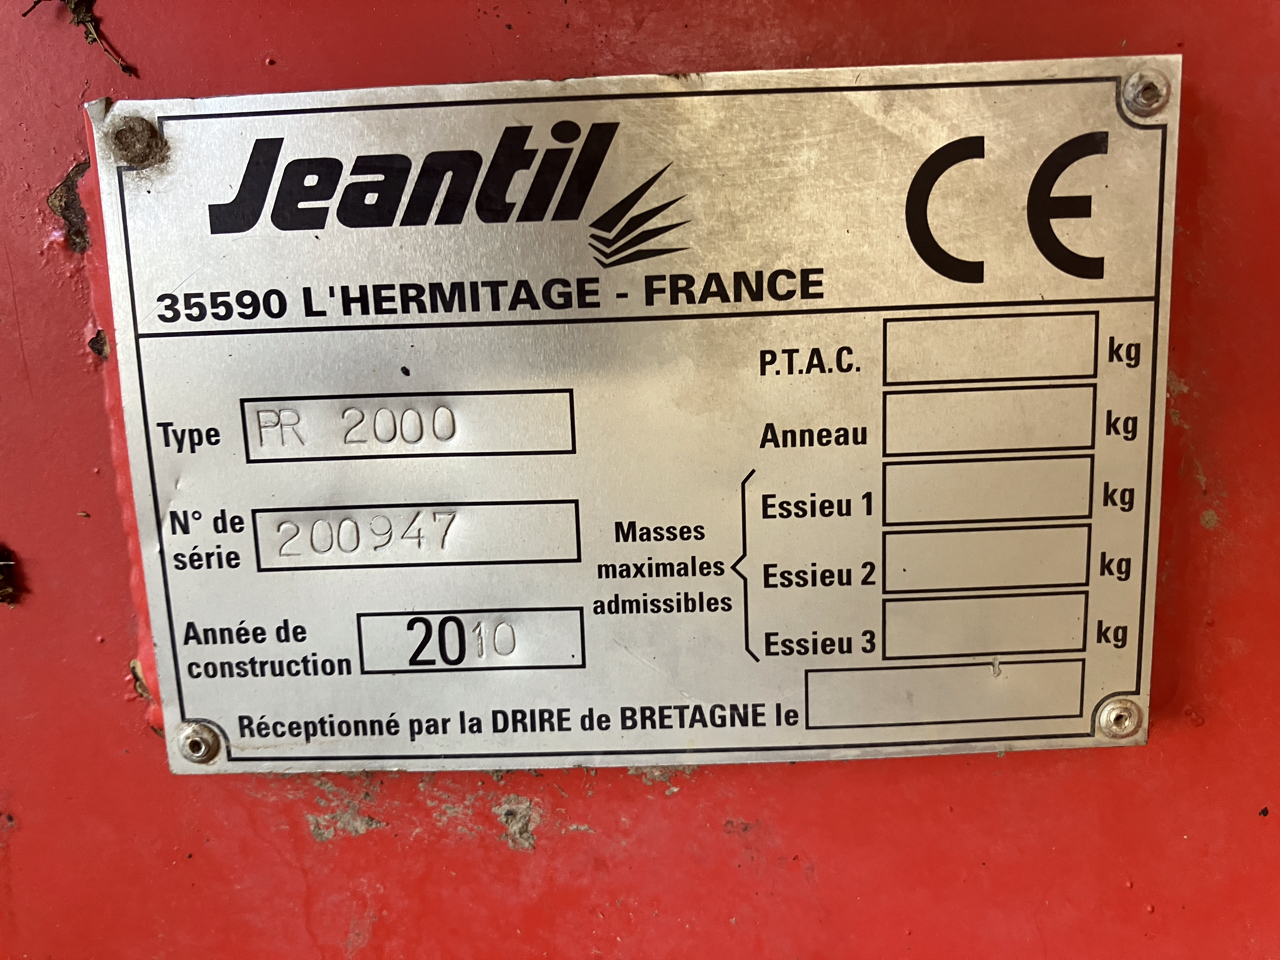 Jeantil
CE
35590 L'HERMITAGE - FRANCE
P.T.A.C. kg
Type PR 2000
Anneau kg
N° de
série 200947
Masses
maximales
admissibles
Essieu 1 kg
Essieu 2 kg
Essieu 3 kg
Année de
construction 2010
Réceptionné par la DRIRE de BRETAGNE le